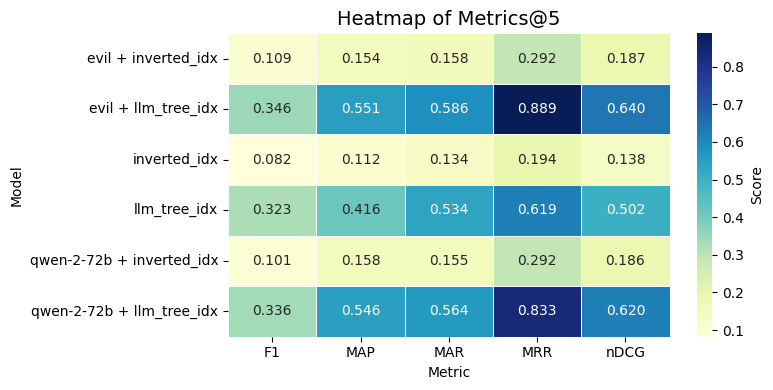 Heatmap of Metrics@5
Model
evil + inverted_idx 0.109 0.154 0.158 0.292 0.187
evil + llm_tree_idx 0.346 0.551 0.586 0.889 0.640
inverted_idx 0.082 0.112 0.134 0.194 0.138
llm_tree_idx 0.323 0.416 0.534 0.619 0.502
qwen-2-72b + inverted_idx 0.101 0.158 0.155 0.292 0.186
qwen-2-72b + llm_tree_idx 0.336 0.546 0.564 0.833 0.620
F1 MAP MAR MRR nDCG
Metric
0.8
0.7
0.6
0.5
0.4
0.3
0.2
0.1
Score